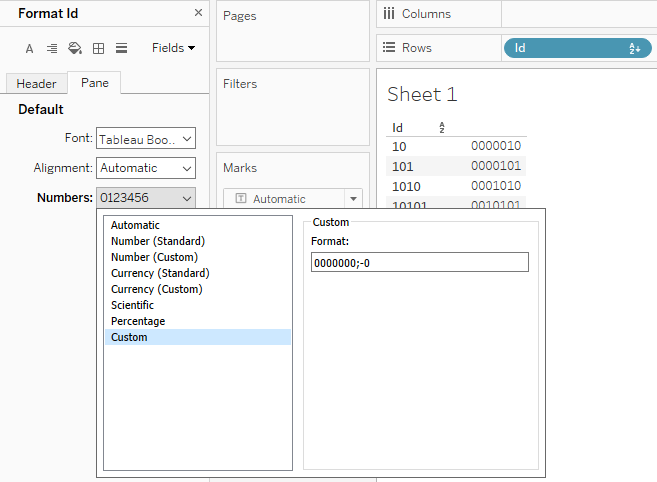 Format Id
×
A
Fields
Header
Pane
Default
Font:
Tableau Boo..
Alignment:
Automatic
Numbers:
0123456
Automatic
Number (Standard)
Number (Custom)
Currency (Standard)
Currency (Custom)
Scientific
Percentage
Custom
Custom
Format:
0000000;-0
Pages
Filters
Marks
T
Automatic
Columns
Rows
Id
A
Z
Sheet 1
Id
A
Z
10 0000010
101 0000101
1010 0001010
10101 0010101